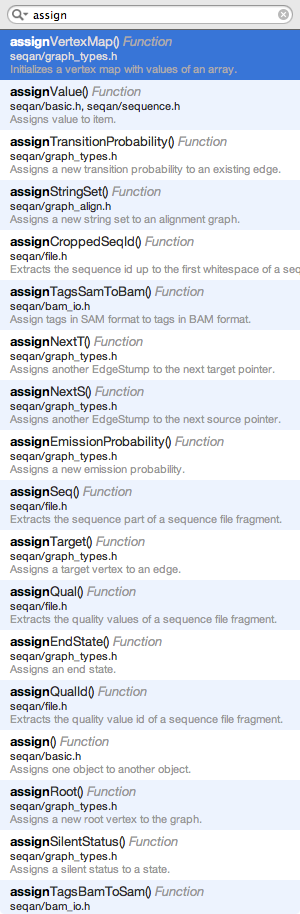 assign
assignVertexMap() Function
seqan/graph_types.h
Initializes a vertex map with values of an array.
assignValue() Function
seqan/basic.h, seqan/sequence.h
Assigns value to item.
assignTransitionProbability() Function
seqan/graph_types.h
Assigns a new transition probability to an existing edge.
assignStringSet() Function
seqan/graph_align.h
Assigns a new string set to an alignment graph.
assignCroppedSeqId() Function
seqan/file.h
Extracts the sequence id up to the first whitespace of a seq
assignTagsSamToBam() Function
seqan/bam_io.h
Assign tags in SAM format to tags in BAM format.
assignNextT() Function
seqan/graph_types.h
Assigns another EdgeStump to the next target pointer.
assignNextS() Function
seqan/graph_types.h
Assigns another EdgeStump to the next source pointer.
assignEmissionProbability() Function
seqan/graph_types.h
Assigns a new emission probability.
assignSeq() Function
seqan/file.h
Extracts the sequence part of a sequence file fragment.
assignTarget() Function
seqan/graph_types.h
Assigns a target vertex to an edge.
assignQual() Function
seqan/file.h
Extracts the quality values of a sequence file fragment.
assignEndState() Function
seqan/graph_types.h
Assigns an end state.
assignQualId() Function
seqan/file.h
Extracts the quality value id of a sequence file fragment.
assign() Function
seqan/basic.h
Assigns one object to another object.
assignRoot() Function
seqan/graph_types.h
Assigns a new root vertex to the graph.
assignSilentStatus() Function
seqan/graph_types.h
Assigns a silent status to a state.
assignTagsBamToSam() Function
seqan/bam_io.h